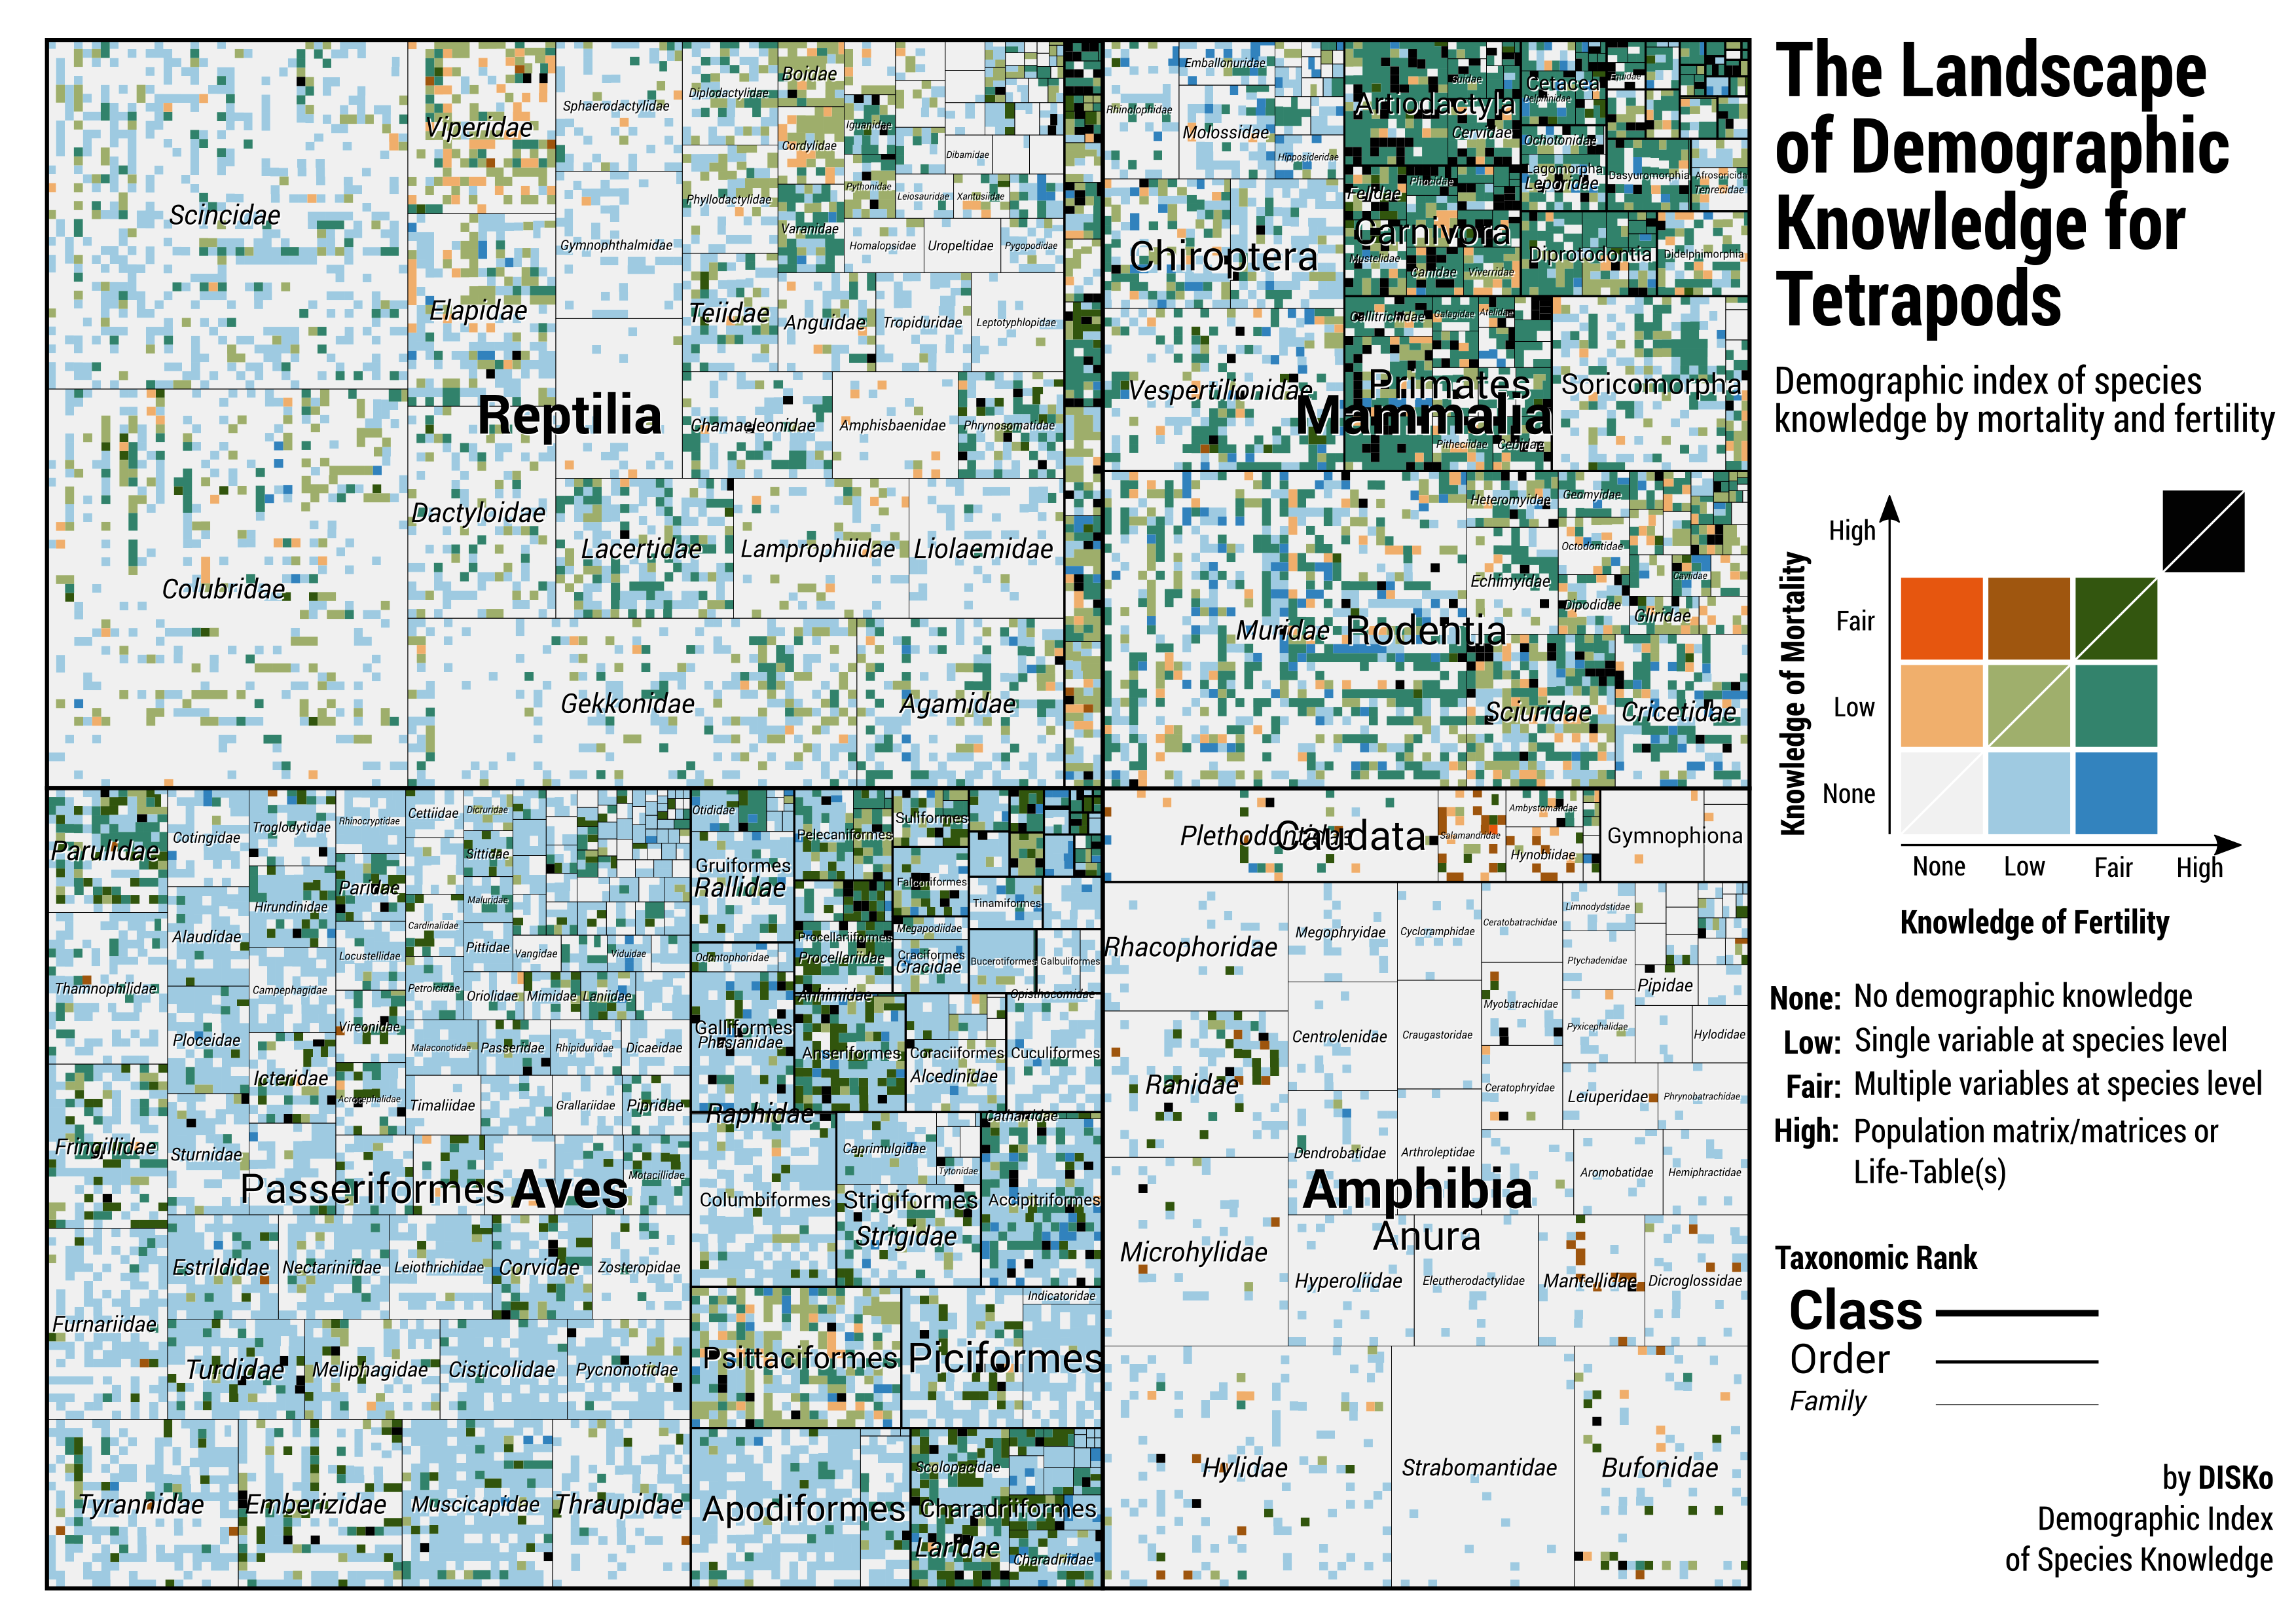 The Landscape
of Demographic
Knowledge for
Tetrapods
Demographic index of species
knowledge by mortality and fertility
Knowledge of Mortality
High
Fair
Low
None
None Low Fair High
Knowledge of Fertility
None: No demographic knowledge
Low: Single variable at species level
Fair: Multiple variables at species level
High: Population matrix/matrices or
Life-Table(s)
Taxonomic Rank
Class
Order
Family
by DISKo
Demographic Index
of Species Knowledge
Reptilia
Scincidae
Viperidae
Sphaerodactylidae
Diplodactylidae
Boidae
Iguanidae
Cordylidae
Dibamidae
Pythonidae
Leiosauridae
Xantusiidae
Phyllodactylidae
Varanidae
Gymnophthalmidae
Homalopsidae
Uropeltidae
Pygopodidae
Elapidae
Teiidae
Anguidae
Tropiduridae
Leptotyphlopidae
Chamaeleonidae
Amphisbaenidae
Phrynosomatidae
Dactyloidae
Lacertidae
Lamprophiidae
Liolaemidae
Colubridae
Gekkonidae
Agamidae
Mammalia
Emballonuridae
Rhinolophidae
Molossidae
Hipposideridae
Chiroptera
Vespertilionidae
Suidae
Artiodactyla
Cervidae
Cetacea
Delphinidae
Equidae
Ochotonidae
Lagomorpha
Leporidae
Dasyuromorphia
Afrosoricida
Tenrecidae
Felidae
Phocidae
Carnivora
Mustelidae
Canidae
Viverridae
Diprotodontia
Didelphimorphia
Callitrichidae
Galagidae
Atelidae
Primates
Pitheciidae
Cebidae
Soricomorpha
Heteromyidae
Geomyidae
Octodontidae
Echimyidae
Caviidae
Dipodidae
Gliridae
Muridae
Rodentia
Sciuridae
Cricetidae
Aves
Parulidae
Cotingidae
Troglodytidae
Rhinocryptidae
Cettiidae
Dicruridae
Sittidae
Paridae
Maluridae
Hirundinidae
Cardinalidae
Alaudidae
Pittidae
Vangidae
Viduidae
Locustellidae
Thamnophilidae
Campephagidae
Petroicidae
Oriolidae
Mimidae
Laniidae
Vireonidae
Ploceidae
Malaconotidae
Passeridae
Rhipiduridae
Dicaeidae
Icteridae
Acrocephalidae
Timaliidae
Grallariidae
Pipridae
Fringillidae
Sturnidae
Motacillidae
Passeriformes
Estrildidae
Nectariniidae
Leiothrichidae
Corvidae
Zosteropidae
Furnariidae
Turdidae
Meliphagidae
Cisticolidae
Pycnonotidae
Tyrannidae
Emberizidae
Muscicapidae
Thraupidae
Otididae
Gruiformes
Rallidae
Pelecaniformes
Suliformes
Falconiformes
Tinamiformes
Megapodiidae
Odontophoridae
Procellariiformes
Procellariidae
Craciformes
Cracidae
Bucerotiformes
Galbuliformes
Anhimidae
Opisthocomidae
Galliformes
Phasianidae
Anseriformes
Coraciiformes
Alcedinidae
Cuculiformes
Raphidae
Cathartidae
Caprimulgidae
Tytonidae
Columbiformes
Strigiformes
Strigidae
Accipitriformes
Indicatoridae
Psittaciformes
Piciformes
Apodiformes
Scolopacidae
Charadriiformes
Laridae
Charadriidae
Amphibia
Plethodontidae
Caudata
Salamandridae
Ambystomatidae
Hynobiidae
Gymnophiona
Rhacophoridae
Megophryidae
Cycloramphidae
Ceratobatrachidae
Limnodydstidae
Ptychadenidae
Pipidae
Myobatrachidae
Centrolenidae
Craugastoridae
Pyxicephalidae
Hylodidae
Ranidae
Ceratophryidae
Leiuperidae
Phrynobatrachidae
Dendrobatidae
Arthroleptidae
Aromobatidae
Hemiphractidae
Anura
Microhylidae
Hyperoliidae
Eleutherodactylidae
Mantellidae
Dicroglossidae
Hylidae
Strabomantidae
Bufonidae